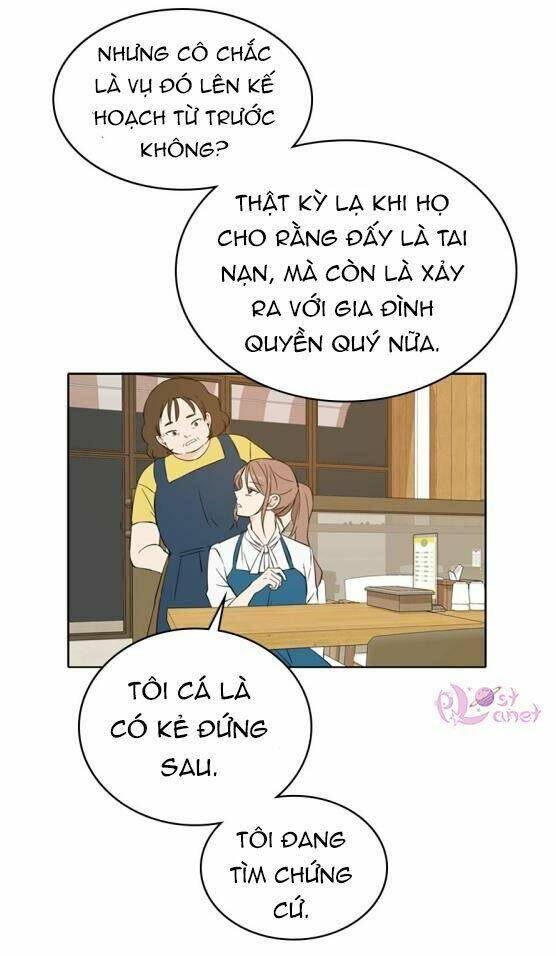 NHƯNG CÔ CHẮC
LÀ VỤ ĐÓ LÊN KẾ
HOẠCH TỪ TRƯỚC
KHÔNG?
THẬT KỲ LẠ KHI HỌ
CHO RẰNG ĐẤY LÀ TAI
NẠN, MÀ CÒN LÀ XẢY
RA VỚI GIA ĐÌNH
QUYỀN QUÝ NỮA.
TÔI CÁ LÀ
CÓ KẺ ĐỨNG
SAU.
Lost
Planet
TÔI ĐANG
TÌM CHỨNG
CỨ.